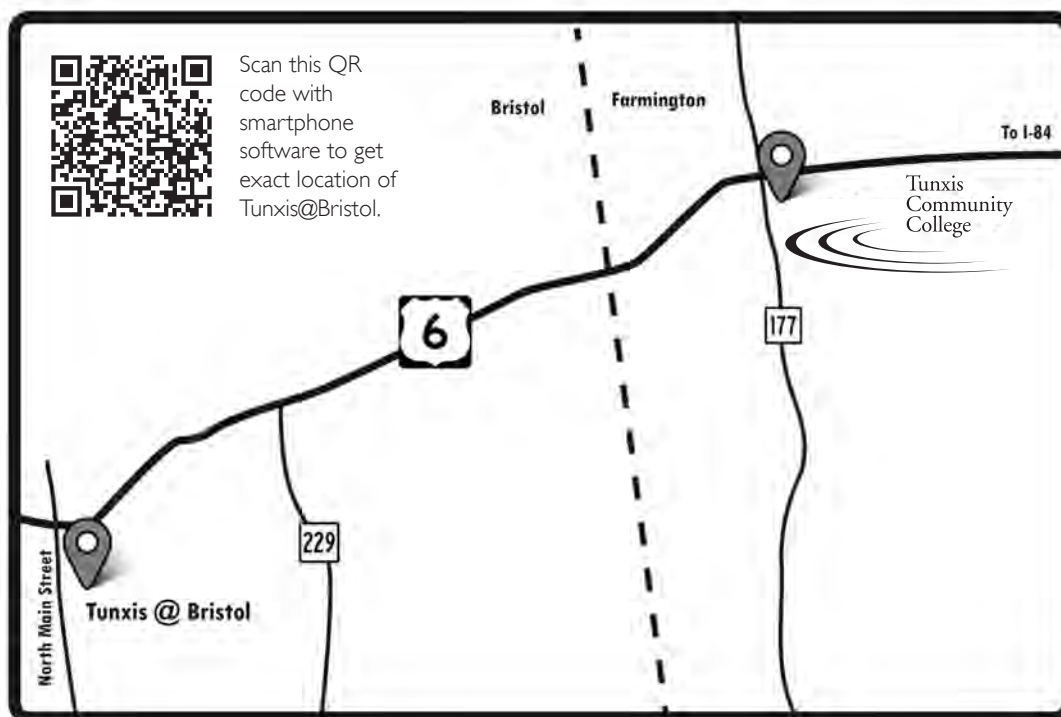 Scan this QR
code with
smartphone
software to get
exact location of
Tunxis@Bristol.
Bristol
Farmington
To I-84
Tunxis
Community
College
6
177
229
North Main Street
Tunxis @ Bristol